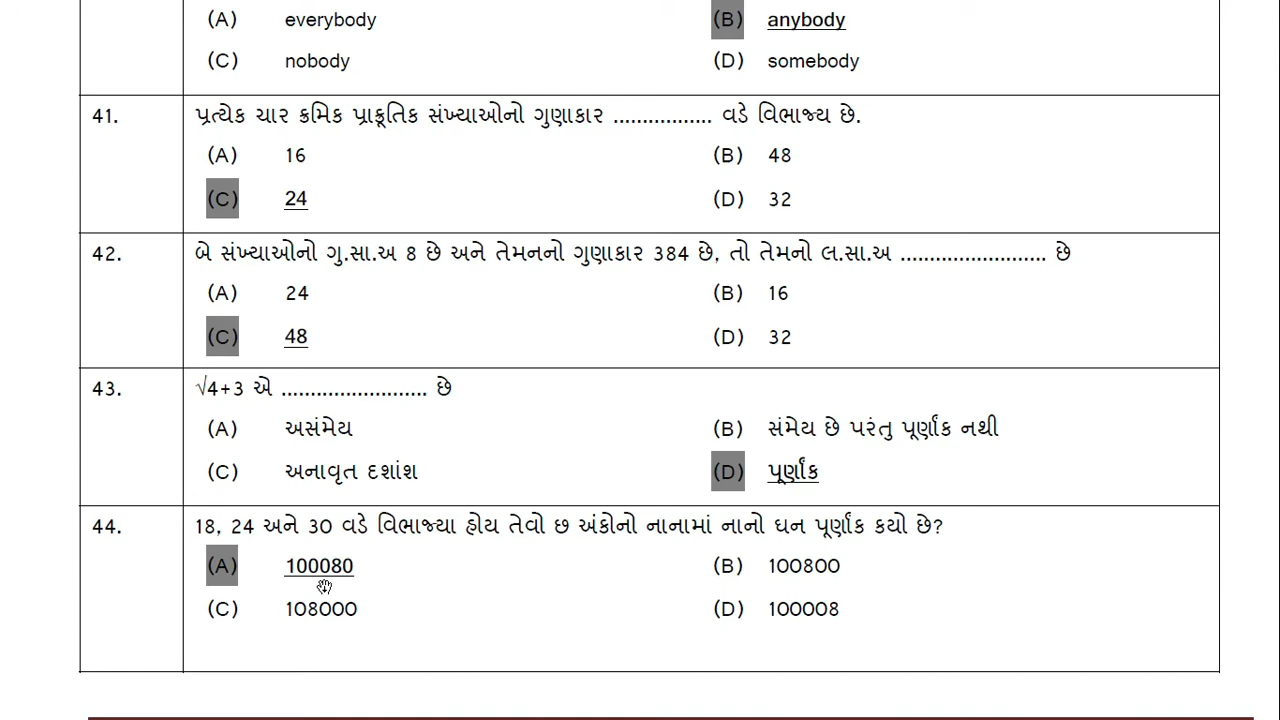 (A) everybody (B) anybody
(C) nobody (D) somebody
41. પ્રત્યેક ચાર ક્રમિક પ્રાકૃતિક સંખ્યાઓનો ગુણાકાર ................. વડે વિભાજ્ય છે.
(A) 16 (B) 48
(C) 24 (D) 32
42. બે સંખ્યાઓનો ગુ.સા.અ 8 છે અને તેમનનો ગુણાકાર 384 છે, તો તેમનો લ.સા.અ ......................... છે
(A) 24 (B) 16
(C) 48 (D) 32
43. √4+3 એ ......................... છે
(A) અસંમેય (B) સંમેય છે પરંતુ પૂર્ણાંક નથી
(C) અનાવૃત દશાંશ (D) પૂર્ણાંક
44. 18, 24 અને 30 વડે વિભાજ્યા હોય તેવો છ અંકોનો નાનામાં નાનો ઘન પૂર્ણાંક કયો છે?
(A) 100080 (B) 100800
(C) 108000 (D) 100008